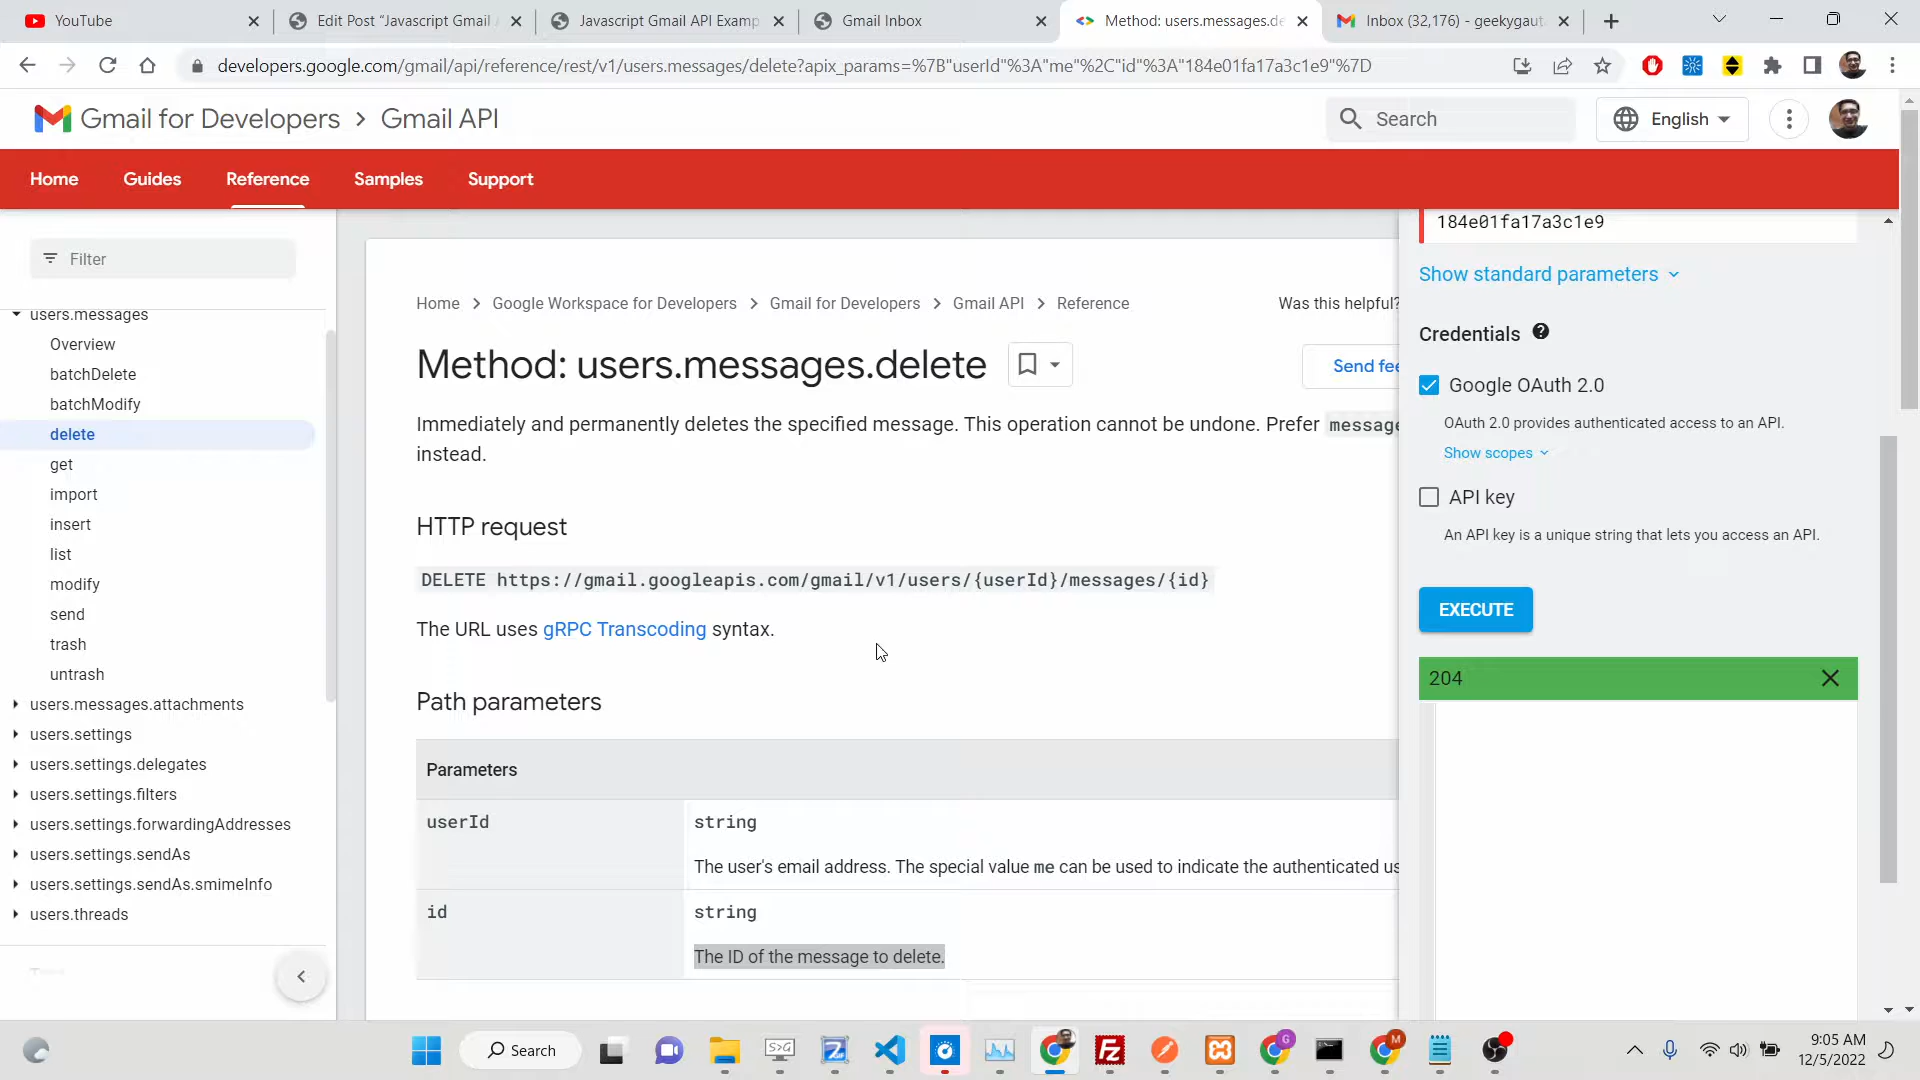 YouTube
Edit Post “Javascript Gmail A
Javascript Gmail API Examp
Gmail Inbox
Method: users.messages.de
Inbox (32,176) - geekygaut
developers.google.com/gmail/api/reference/rest/v1/users.messages/delete?apix_params=%7B"userId"%3A"me"%2C"id"%3A"184e01fa17a3c1e9"%7D
Gmail for Developers > Gmail API
Search
English
Home
Guides
Reference
Samples
Support
Filter
users.messages
Overview
batchDelete
batchModify
delete
get
import
insert
list
modify
send
trash
untrash
users.messages.attachments
users.settings
users.settings.delegates
users.settings.filters
users.settings.forwardingAddresses
users.settings.sendAs
users.settings.sendAs.smimeInfo
users.threads
Home > Google Workspace for Developers > Gmail for Developers > Gmail API > Reference
Was this helpful?
Method: users.messages.delete
Send fee
Immediately and permanently deletes the specified message. This operation cannot be undone. Prefer message
instead.
HTTP request
DELETE https://gmail.googleapis.com/gmail/v1/users/{userId}/messages/{id}
The URL uses gRPC Transcoding syntax.
Path parameters
Parameters
userId
string
The user's email address. The special value me can be used to indicate the authenticated us
id
string
The ID of the message to delete.
184e01fa17a3c1e9
Show standard parameters
Credentials
Google OAuth 2.0
OAuth 2.0 provides authenticated access to an API.
Show scopes
API key
An API key is a unique string that lets you access an API.
EXECUTE
204
Search
S>G
G
M
9:05 AM
12/5/2022